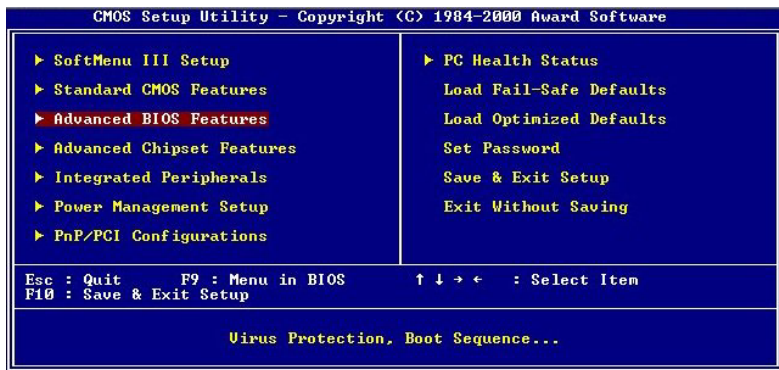 CMOS Setup Utility - Copyright (C) 1984-2000 Award Software
▶ SoftMenu III Setup
▶ Standard CMOS Features
▶ Advanced BIOS Features
▶ Advanced Chipset Features
▶ Integrated Peripherals
▶ Power Management Setup
▶ PnP/PCI Configurations
▶ PC Health Status
Load Fail-Safe Defaults
Load Optimized Defaults
Set Password
Save & Exit Setup
Exit Without Saving
Esc : Quit F9 : Menu in BIOS ↑ ↓ → ← : Select Item
F10 : Save & Exit Setup
Virus Protection, Boot Sequence...